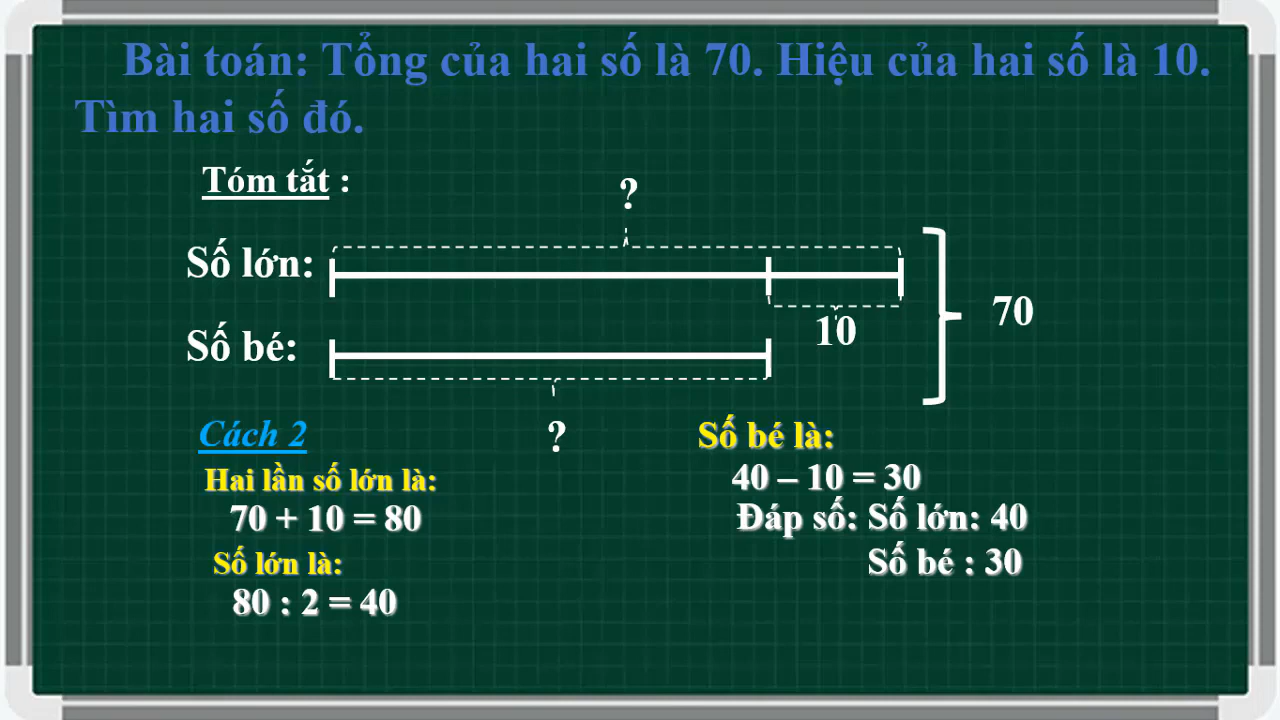 Bài toán: Tổng của hai số là 70. Hiệu của hai số là 10.
Tìm hai số đó.
Tóm tắt :
?
Số lớn:
10
70
Số bé:
?
Cách 2
Hai lần số lớn là:
70 + 10 = 80
Số lớn là:
80 : 2 = 40
Số bé là:
40 – 10 = 30
Đáp số: Số lớn: 40
Số bé : 30